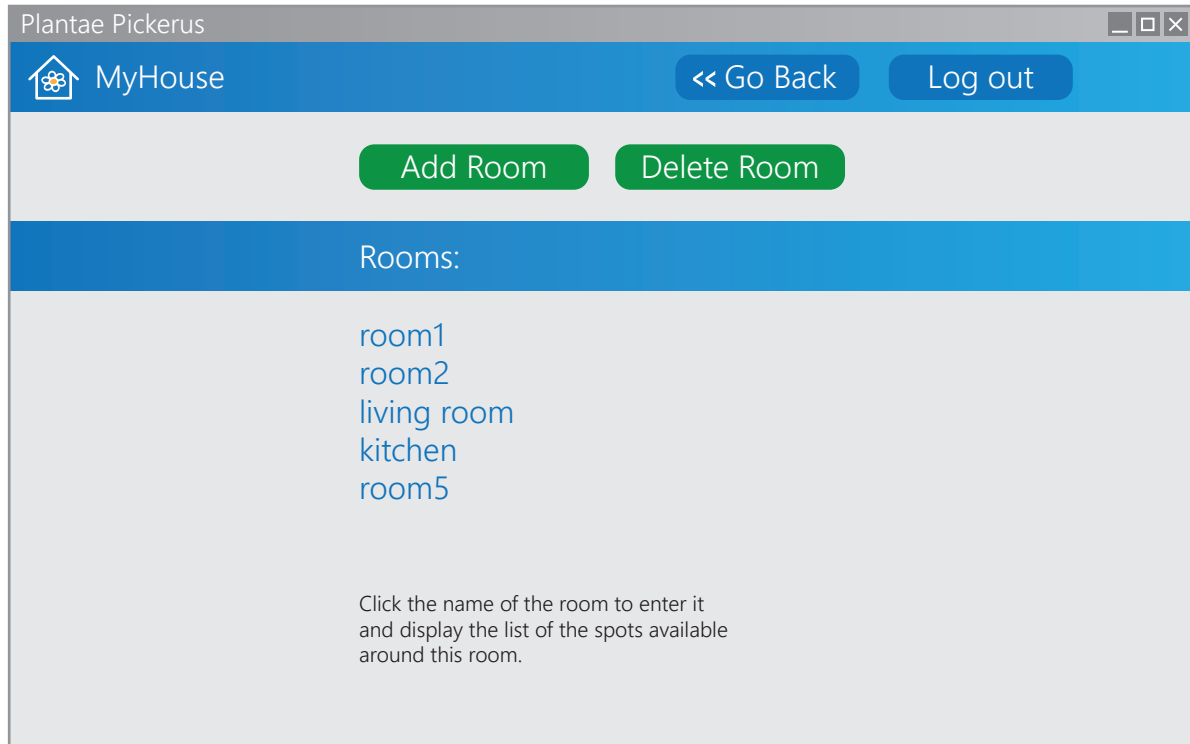 Plantae Pickerus
MyHouse
<< Go Back
Log out
Add Room
Delete Room
Rooms:
room1
room2
living room
kitchen
room5
Click the name of the room to enter it
and display the list of the spots available
around this room.